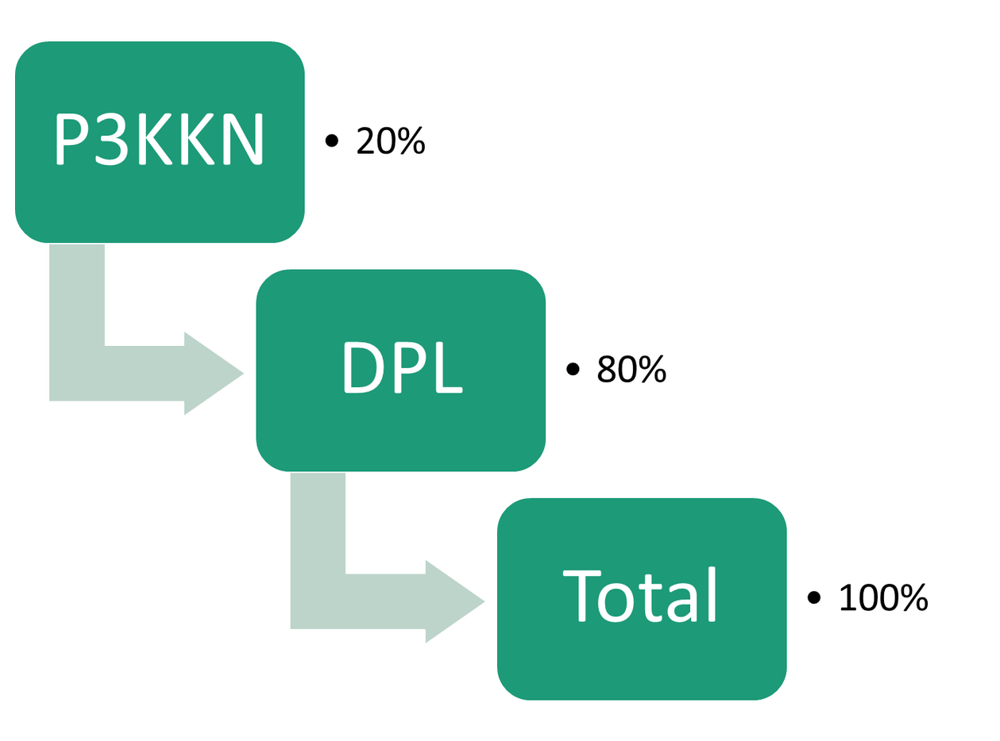 P3KKN
• 20%
DPL
• 80%
Total
• 100%